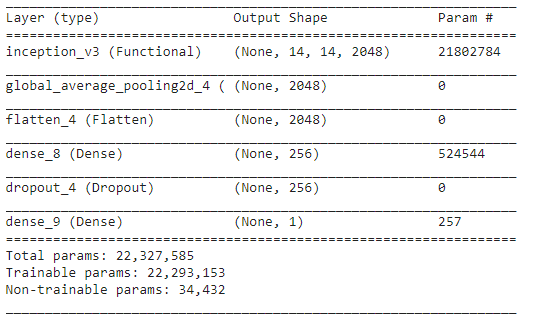 Layer (type) Output Shape Param #
inception_v3 (Functional) (None, 14, 14, 2048) 21802784
global_average_pooling2d_4 ( (None, 2048) 0
flatten_4 (Flatten) (None, 2048) 0
dense_8 (Dense) (None, 256) 524544
dropout_4 (Dropout) (None, 256) 0
dense_9 (Dense) (None, 1) 257
Total params: 22,327,585
Trainable params: 22,293,153
Non-trainable params: 34,432